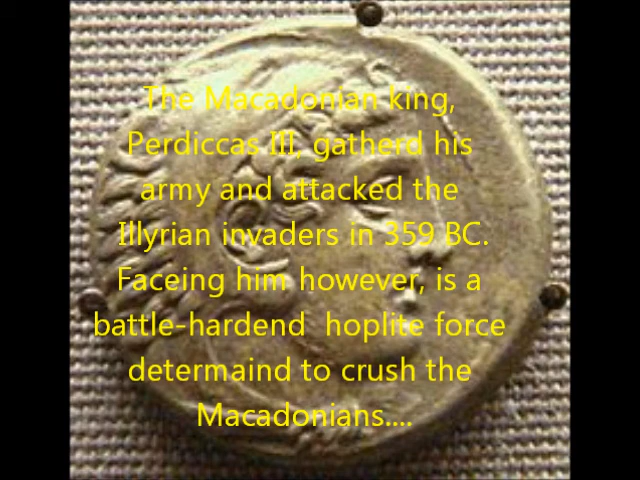 The Macadonian king,
Perdiccas III, gatherd his
army and attacked the
Illyrian invaders in 359 BC.
Faceing him however, is a
battle-hardend  hoplite force
determaind to crush the
Macadonians....